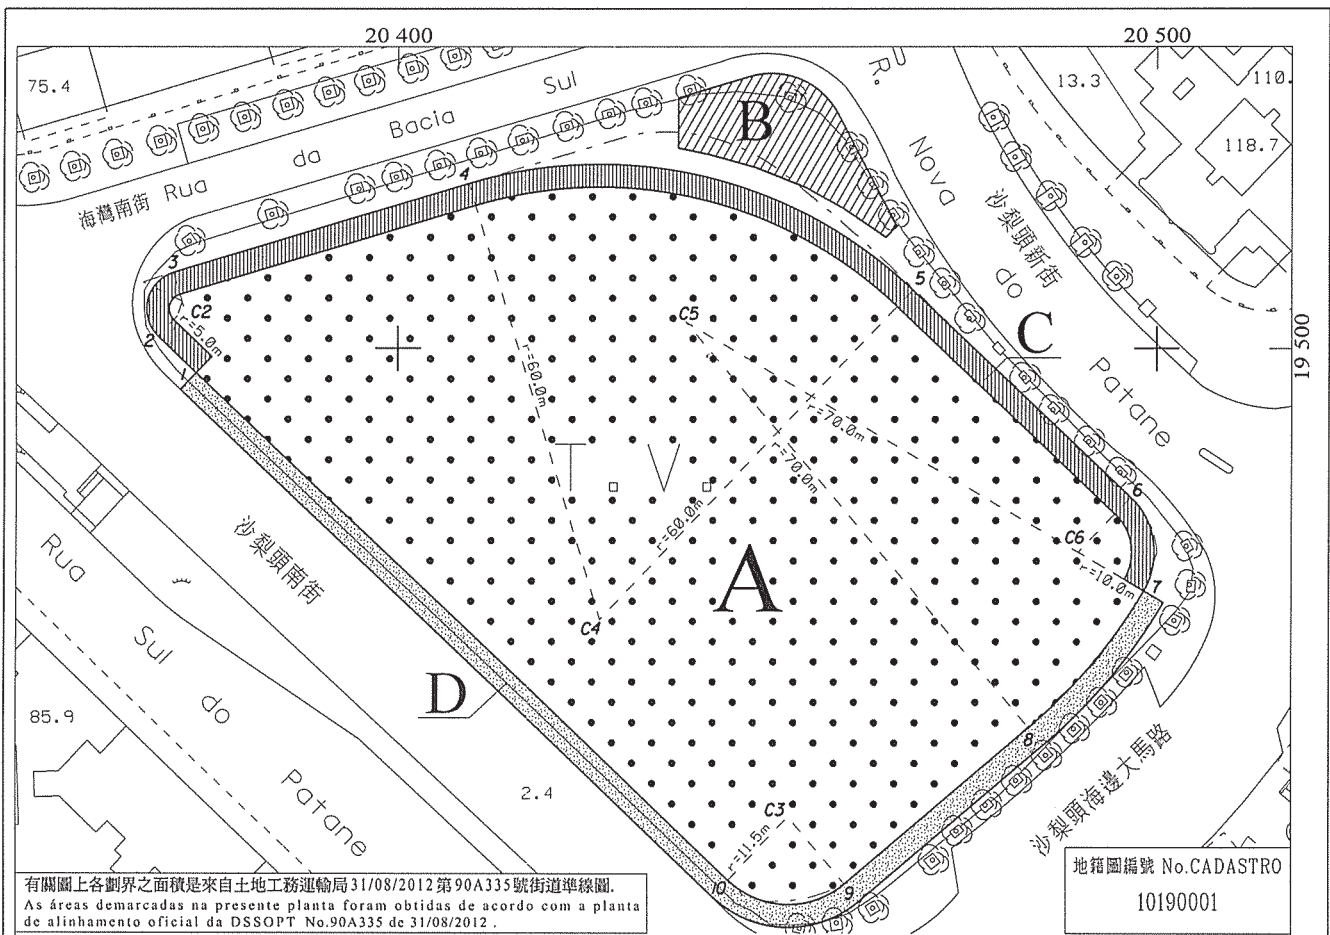 20 400
20 500
75.4
Sul
R.
13.3
110.
B
Bacia
118.7
da
Nova
4
海灣南街 Rua
沙梨頭新街
3
5
do
C2
C5
C
19 500
2
r=5.0m
r=60.0m
1
Patane
r=70.0m
r=70.0m
T.V.
6
r=60.0m
沙梨頭南街
C6
Rua
A
r=10.0m
7
C4
Sul
D
do
85.9
8
沙梨頭海邊大馬路
Patane
2.4
C3
r=11.5m
10
9
有關圖上各劃界之面積是來自土地工務運輸局31/08/2012第90A335號街道準線圖.
As áreas demarcadas na presente planta foram obtidas de acordo com a planta
de alinhamento oficial da DSSOPT No.90A335 de 31/08/2012 .
地籍圖編號 No.CADASTRO
10190001